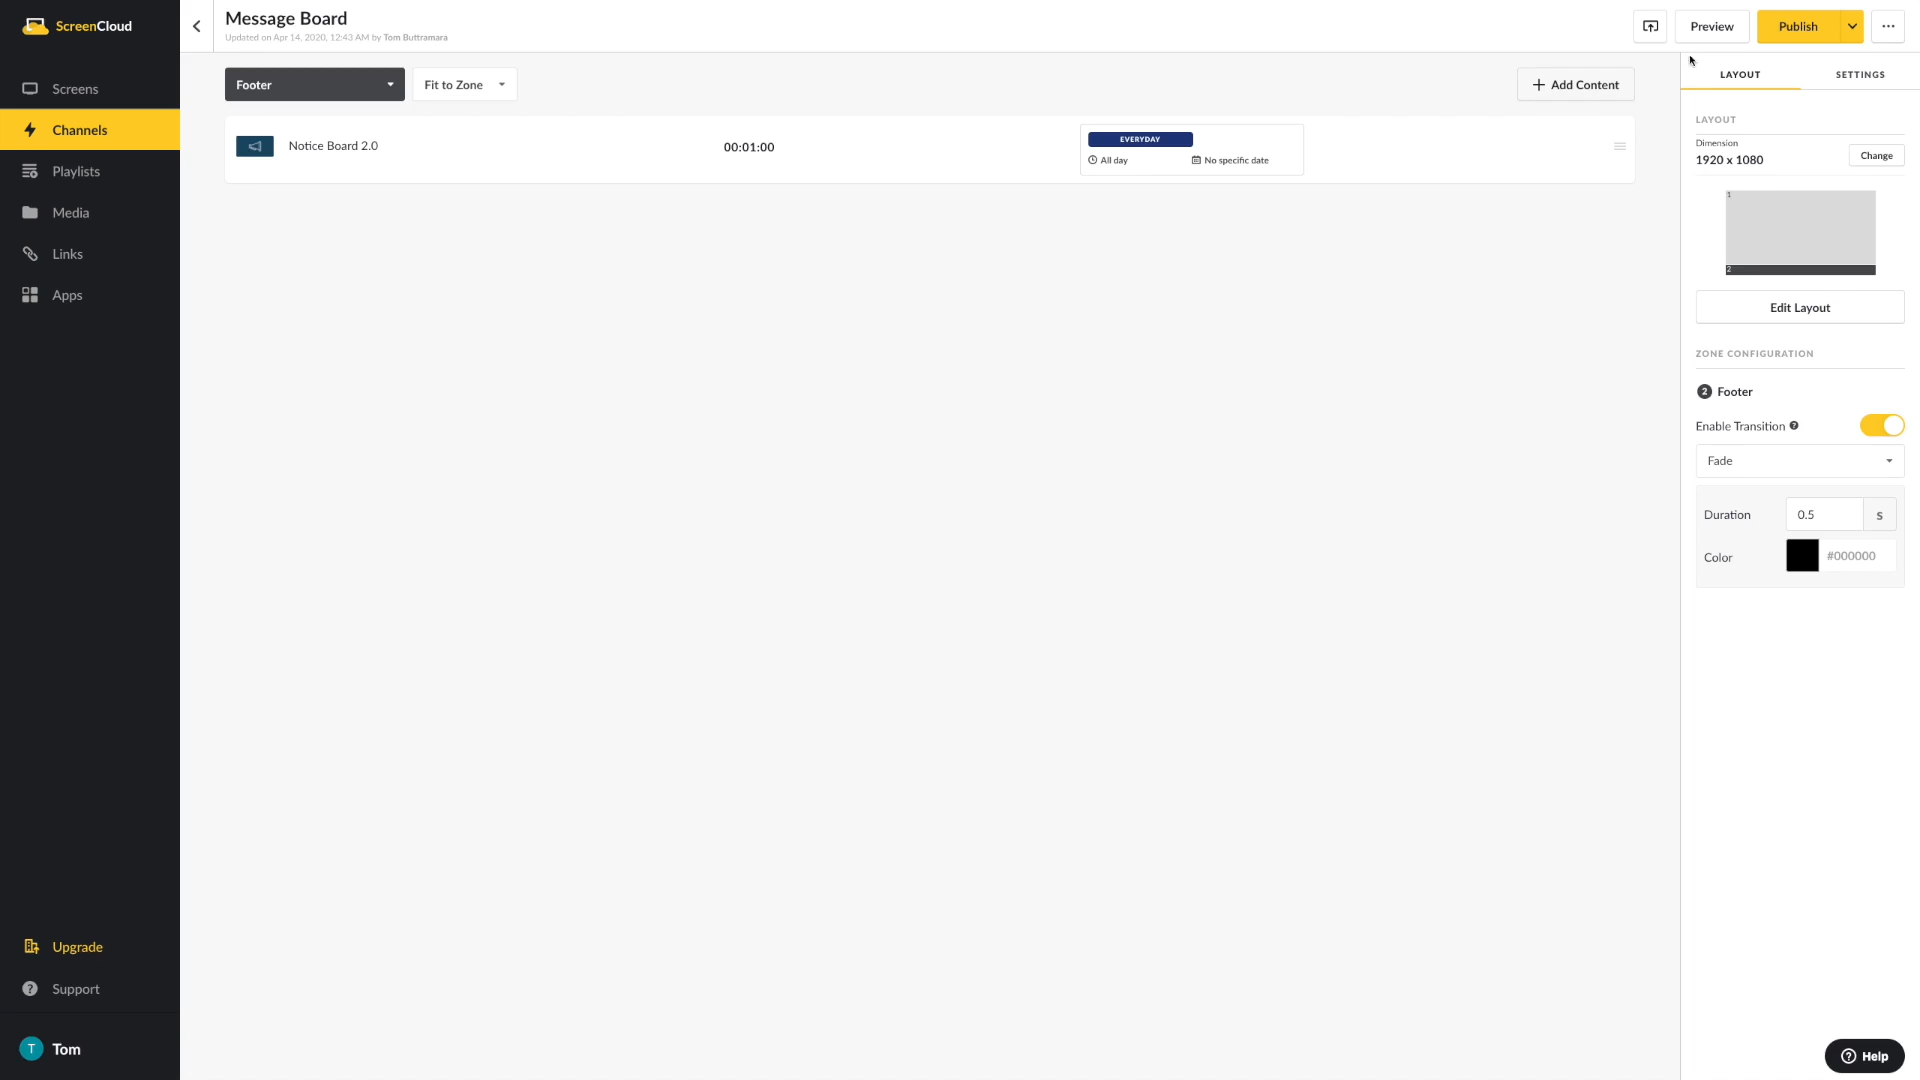 ScreenCloud
Screens
Channels
Playlists
Media
Links
Apps
Upgrade
Support
T
Tom
Message Board
Updated on Apr 14, 2020, 12:43 AM by Tom Buttramara
Preview
Publish
Footer
Fit to Zone
Add Content
Notice Board 2.0
00:01:00
EVERYDAY
All day
No specific date
LAYOUT
SETTINGS
LAYOUT
Dimension
1920 x 1080
Change
1
2
Edit Layout
ZONE CONFIGURATION
2 Footer
Enable Transition
Fade
Duration
0.5
s
Color
#000000
Help